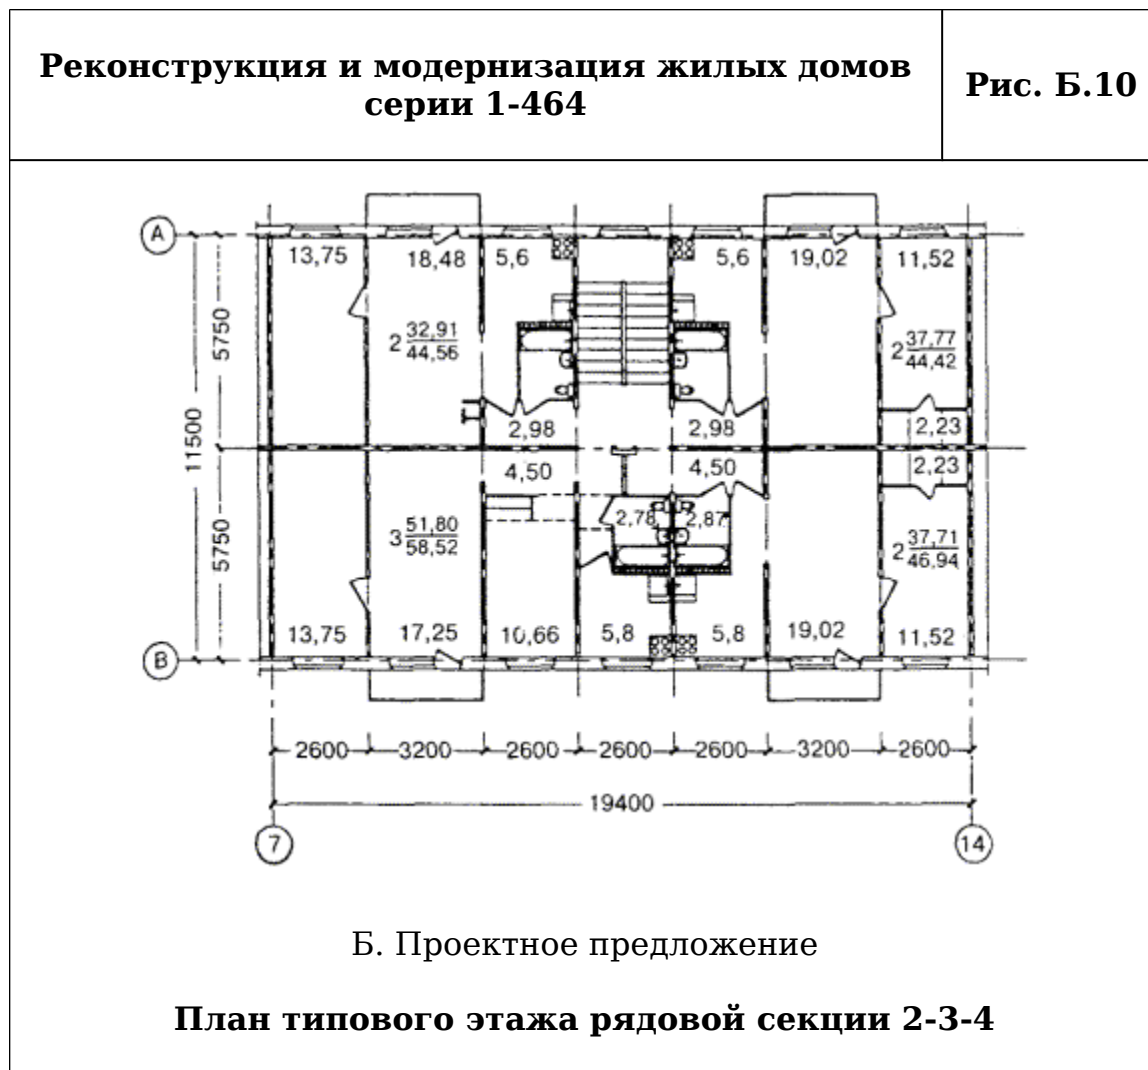 Реконструкция и модернизация жилых домов
серии 1-464
Рис. Б.10
А
13,75 18,48 5,6 5,6 19,02 11,52
5750
2 32,91
44,56
2 37,77
44,42
11500
2,98 2,98 2,23
4,50 4,50 2,23
5750
3 51,80
58,52
2,78 2,87
2 37,71
46,94
13,75 17,25 10,66 5,8 5,8 19,02 11,52
В
2600 3200 2600 2600 2600 3200 2600
19400
7 14
Б. Проектное предложение
План типового этажа рядовой секции 2-3-4